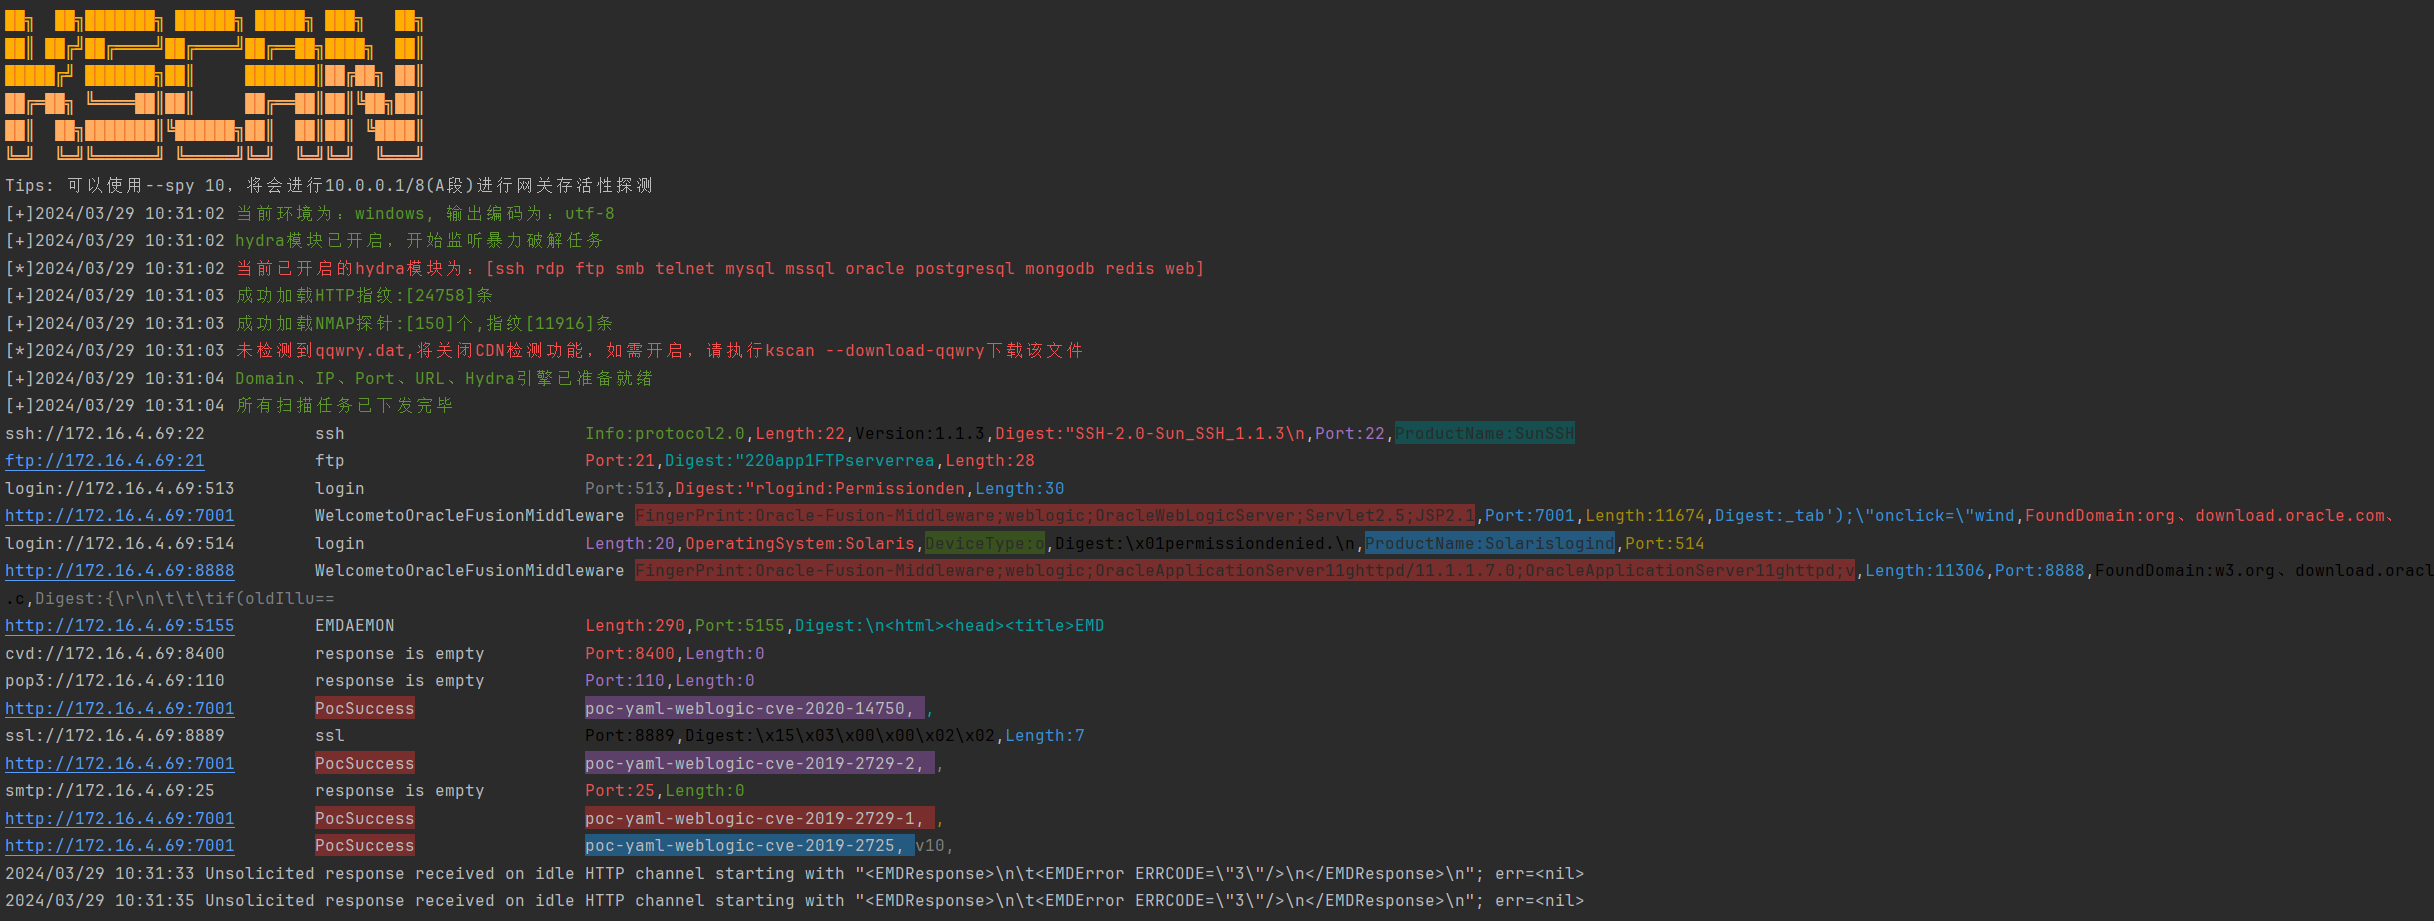 KSCAN
Tips: 可以使用--spy 10，将会进行10.0.0.1/8(A段)进行网关存活性探测
[+]2024/03/29 10:31:02 当前环境为：windows, 输出编码为：utf-8
[+]2024/03/29 10:31:02 hydra模块已开启，开始监听暴力破解任务
[*]2024/03/29 10:31:02 当前已开启的hydra模块为：[ssh rdp ftp smb telnet mysql mssql oracle postgresql mongodb redis web]
[+]2024/03/29 10:31:03 成功加载HTTP指纹:[24758]条
[+]2024/03/29 10:31:03 成功加载NMAP探针:[150]个,指纹[11916]条
[*]2024/03/29 10:31:03 未检测到qqwry.dat,将关闭CDN检测功能，如需开启，请执行kscan --download-qqwry下载该文件
[+]2024/03/29 10:31:04 Domain、IP、Port、URL、Hydra引擎已准备就绪
[+]2024/03/29 10:31:04 所有扫描任务已下发完毕
ssh://172.16.4.69:22 ssh Info:protocol2.0,Length:22,Version:1.1.3,Digest:"SSH-2.0-Sun_SSH_1.1.3\n,Port:22,ProductName:SunSSH
ftp://172.16.4.69:21 ftp Port:21,Digest:"220app1FTPserverrea,Length:28
login://172.16.4.69:513 login Port:513,Digest:"rlogind:Permissionden,Length:30
http://172.16.4.69:7001 WelcometoOracleFusionMiddleware FingerPrint:Oracle-Fusion-Middleware;weblogic;OracleWebLogicServer;Servlet2.5;JSP2.1,Port:7001,Length:11674,Digest:_tab');\"onclick=\"wind,FoundDomain:org、download.oracle.com、
login://172.16.4.69:514 login Length:20,OperatingSystem:Solaris,DeviceType:o,Digest:\x01permissiondenied.\n,ProductName:Solarislogind,Port:514
http://172.16.4.69:8888 WelcometoOracleFusionMiddleware FingerPrint:Oracle-Fusion-Middleware;weblogic;OracleApplicationServer11ghttpd/11.1.1.7.0;OracleApplicationServer11ghttpd;v,Length:11306,Port:8888,FoundDomain:w3.org、download.oracl
.c,Digest:{\r\n\t\t\tif(oldIllu==
http://172.16.4.69:5155 EMDAEMON Length:290,Port:5155,Digest:\n<html><head><title>EMD
cvd://172.16.4.69:8400 response is empty Port:8400,Length:0
pop3://172.16.4.69:110 response is empty Port:110,Length:0
http://172.16.4.69:7001 PocSuccess poc-yaml-weblogic-cve-2020-14750, ,
ssl://172.16.4.69:8889 ssl Port:8889,Digest:\x15\x03\x00\x00\x02\x02,Length:7
http://172.16.4.69:7001 PocSuccess poc-yaml-weblogic-cve-2019-2729-2, ,
smtp://172.16.4.69:25 response is empty Port:25,Length:0
http://172.16.4.69:7001 PocSuccess poc-yaml-weblogic-cve-2019-2729-1, ,
http://172.16.4.69:7001 PocSuccess poc-yaml-weblogic-cve-2019-2725, v10,
2024/03/29 10:31:33 Unsolicited response received on idle HTTP channel starting with "<EMDResponse>\n\t<EMDError ERRCODE=\"3\"/>\n</EMDResponse>\n"; err=<nil>
2024/03/29 10:31:35 Unsolicited response received on idle HTTP channel starting with "<EMDResponse>\n\t<EMDError ERRCODE=\"3\"/>\n</EMDResponse>\n"; err=<nil>